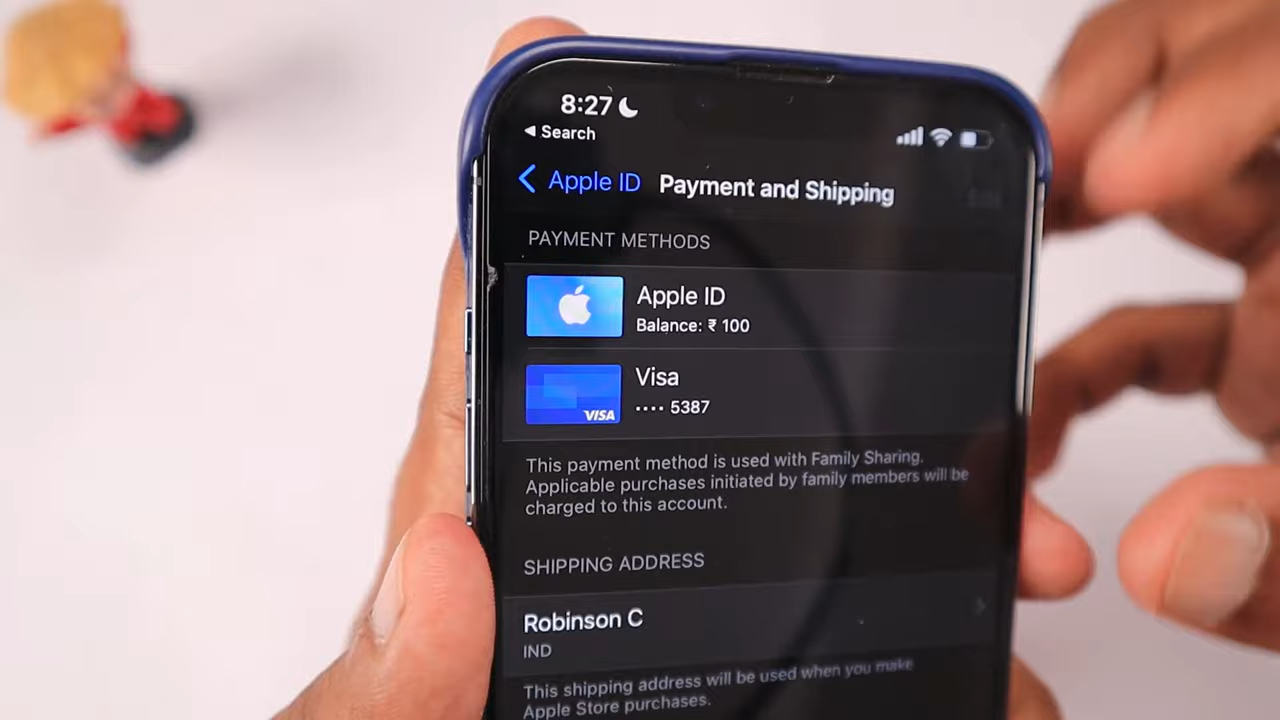 8:27
◀ Search
Apple ID Payment and Shipping
PAYMENT METHODS
Apple ID
Balance: ₹ 100
VISA
Visa
•••• 5387
This payment method is used with Family Sharing.
Applicable purchases initiated by family members will be
charged to this account.
SHIPPING ADDRESS
Robinson C
IND
This shipping address will be used when you make
Apple Store purchases.